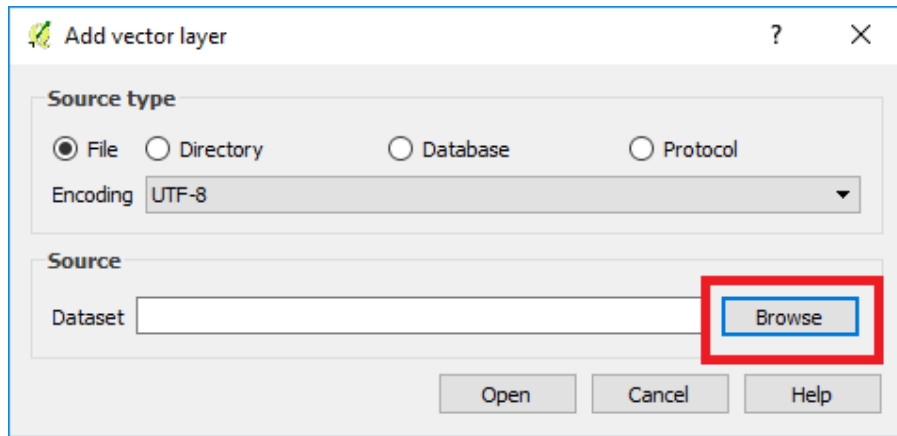 Add vector layer ?
Source type
File Directory Database Protocol
Encoding UTF-8
Source
Dataset Browse
Open Cancel Help